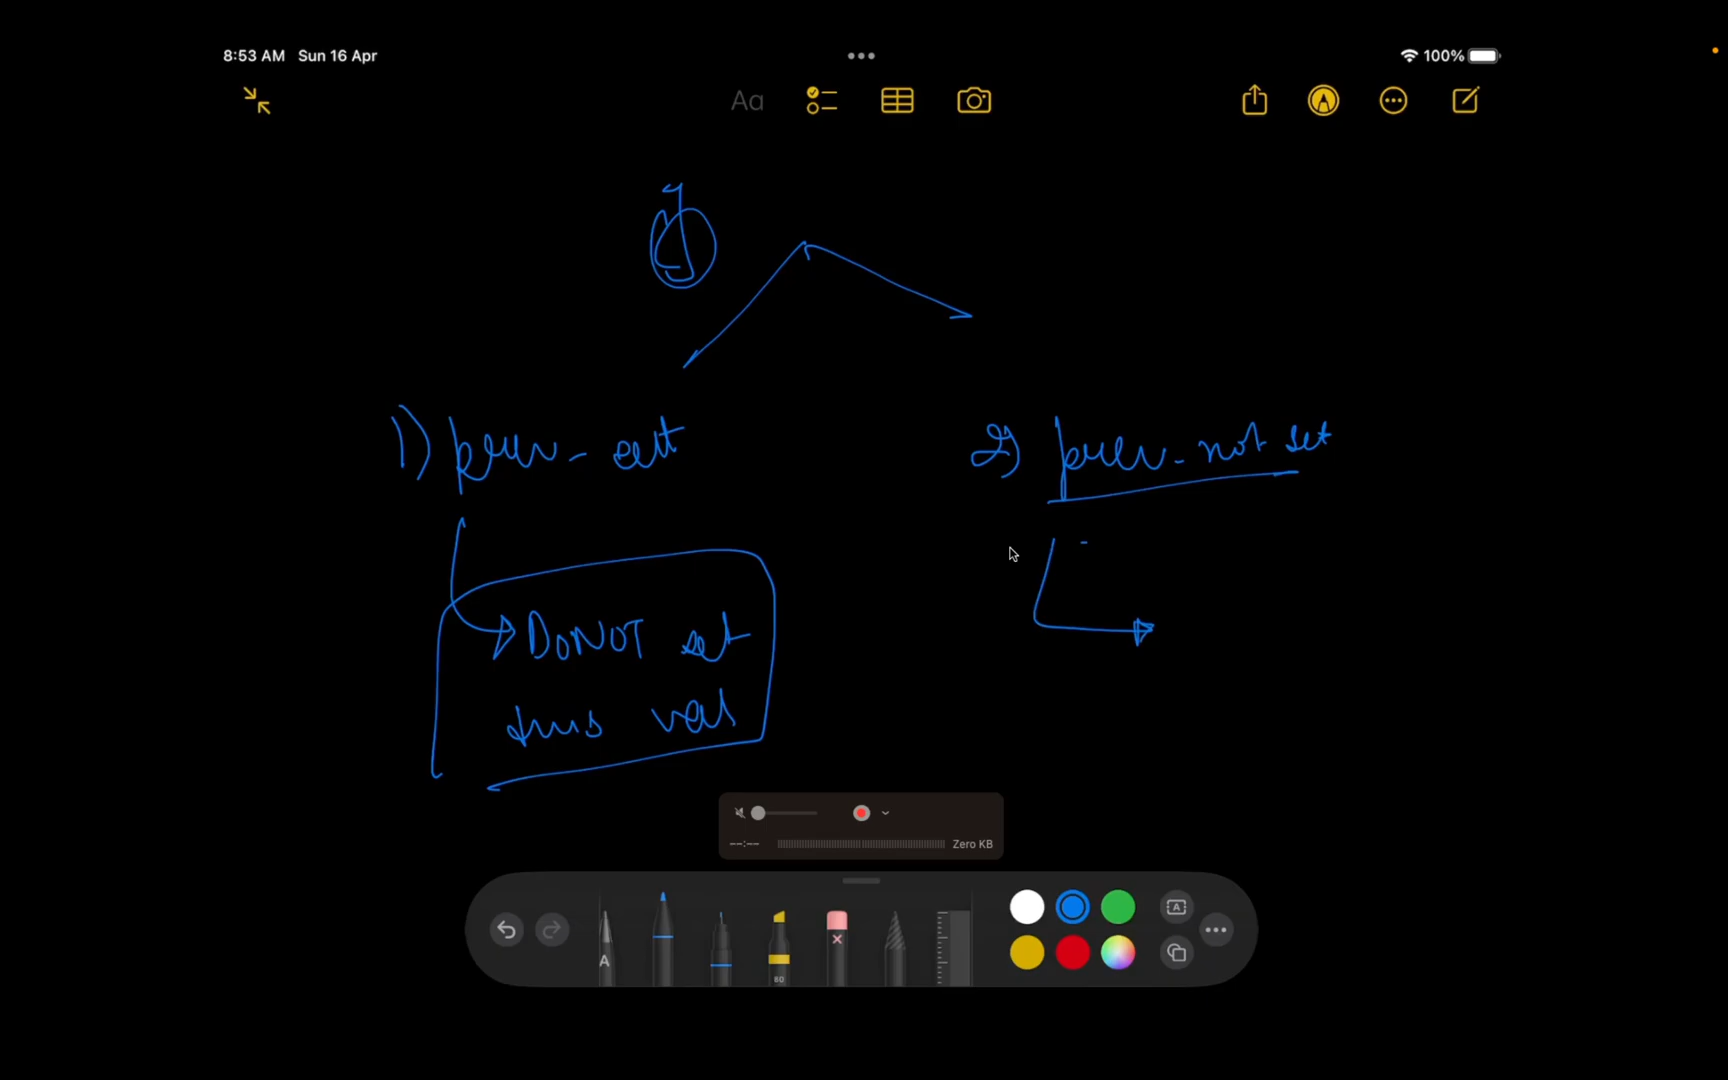 8:53 AM Sun 16 Apr
100%
Aa
1) prev - set
2) prev - not set
DONOT set
this val
--:--
Zero KB
A
80
A